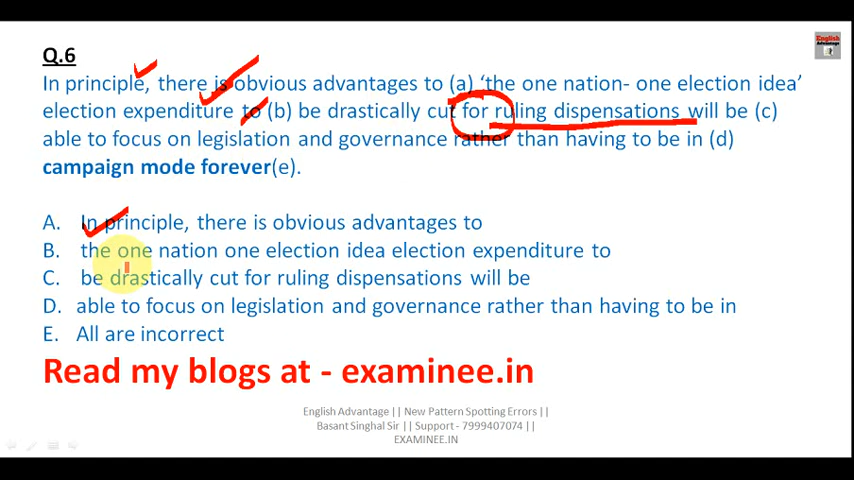 Q.6
English
Advantage
In principle, there is obvious advantages to (a) ‘the one nation- one election idea’
election expenditure to (b) be drastically cut for ruling dispensations will be (c)
able to focus on legislation and governance rather than having to be in (d)
campaign mode forever(e).
A. In principle, there is obvious advantages to
B. the one nation one election idea election expenditure to
C. be drastically cut for ruling dispensations will be
D. able to focus on legislation and governance rather than having to be in
E. All are incorrect
Read my blogs at - examinee.in
English Advantage || New Pattern Spotting Errors ||
Basant Singhal Sir || Support - 7999407074 ||
EXAMINEE.IN